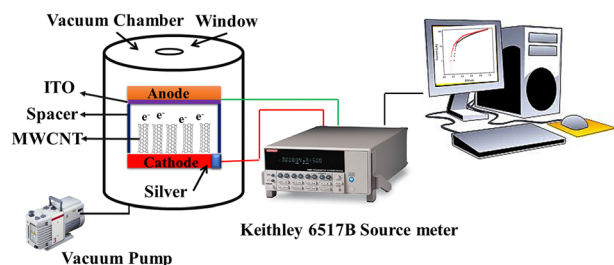 Vacuum Chamber
Window
ITO
Anode
Spacer
e- e- e- e-
MWCNT
Cathode
Silver
Keithley 6517B Source meter
Vacuum Pump